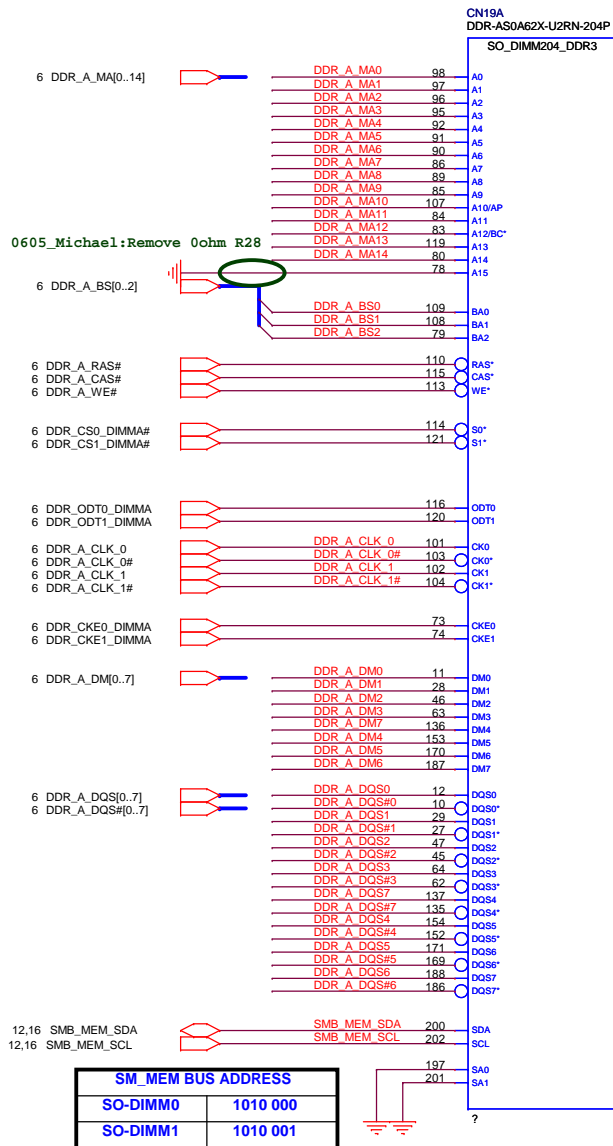 CN19A
DDR-AS0A62X-U2RN-204P
SO_DIMM204_DDR3
6 DDR_A_MA[0..14]
DDR_A_MA0 98 A0
DDR_A_MA1 97 A1
DDR_A_MA2 96 A2
DDR_A_MA3 95 A3
DDR_A_MA4 92 A4
DDR_A_MA5 91 A5
DDR_A_MA6 90 A6
DDR_A_MA7 86 A7
DDR_A_MA8 89 A8
DDR_A_MA9 85 A9
DDR_A_MA10 107 A10/AP
DDR_A_MA11 84 A11
DDR_A_MA12 83 A12/BC*
DDR_A_MA13 119 A13
DDR_A_MA14 80 A14
78 A15
0605_Michael:Remove 0ohm R28
6 DDR_A_BS[0..2]
DDR_A_BS0 109 BA0
DDR_A_BS1 108 BA1
DDR_A_BS2 79 BA2
6 DDR_A_RAS# 110 RAS*
6 DDR_A_CAS# 115 CAS*
6 DDR_A_WE# 113 WE*
6 DDR_CS0_DIMMA# 114 S0*
6 DDR_CS1_DIMMA# 121 S1*
6 DDR_ODT0_DIMMA 116 ODT0
6 DDR_ODT1_DIMMA 120 ODT1
6 DDR_A_CLK_0 DDR_A_CLK_0 101 CK0
6 DDR_A_CLK_0# DDR_A_CLK_0# 103 CK0*
6 DDR_A_CLK_1 DDR_A_CLK_1 102 CK1
6 DDR_A_CLK_1# DDR_A_CLK_1# 104 CK1*
6 DDR_CKE0_DIMMA 73 CKE0
6 DDR_CKE1_DIMMA 74 CKE1
6 DDR_A_DM[0..7]
DDR_A_DM0 11 DM0
DDR_A_DM1 28 DM1
DDR_A_DM2 46 DM2
DDR_A_DM3 63 DM3
DDR_A_DM7 136 DM4
DDR_A_DM4 153 DM5
DDR_A_DM5 170 DM6
DDR_A_DM6 187 DM7
6 DDR_A_DQS[0..7]
6 DDR_A_DQS#[0..7]
DDR_A_DQS0 12 DQS0
DDR_A_DQS#0 10 DQS0*
DDR_A_DQS1 29 DQS1
DDR_A_DQS#1 27 DQS1*
DDR_A_DQS2 47 DQS2
DDR_A_DQS#2 45 DQS2*
DDR_A_DQS3 64 DQS3
DDR_A_DQS#3 62 DQS3*
DDR_A_DQS7 137 DQS4
DDR_A_DQS#7 135 DQS4*
DDR_A_DQS4 154 DQS5
DDR_A_DQS#4 152 DQS5*
DDR_A_DQS5 171 DQS6
DDR_A_DQS#5 169 DQS6*
DDR_A_DQS6 188 DQS7
DDR_A_DQS#6 186 DQS7*
12,16 SMB_MEM_SDA SMB_MEM_SDA 200 SDA
12,16 SMB_MEM_SCL SMB_MEM_SCL 202 SCL
197 SA0
201 SA1
SM_MEM BUS ADDRESS
SO-DIMM0 1010 000
SO-DIMM1 1010 001
?